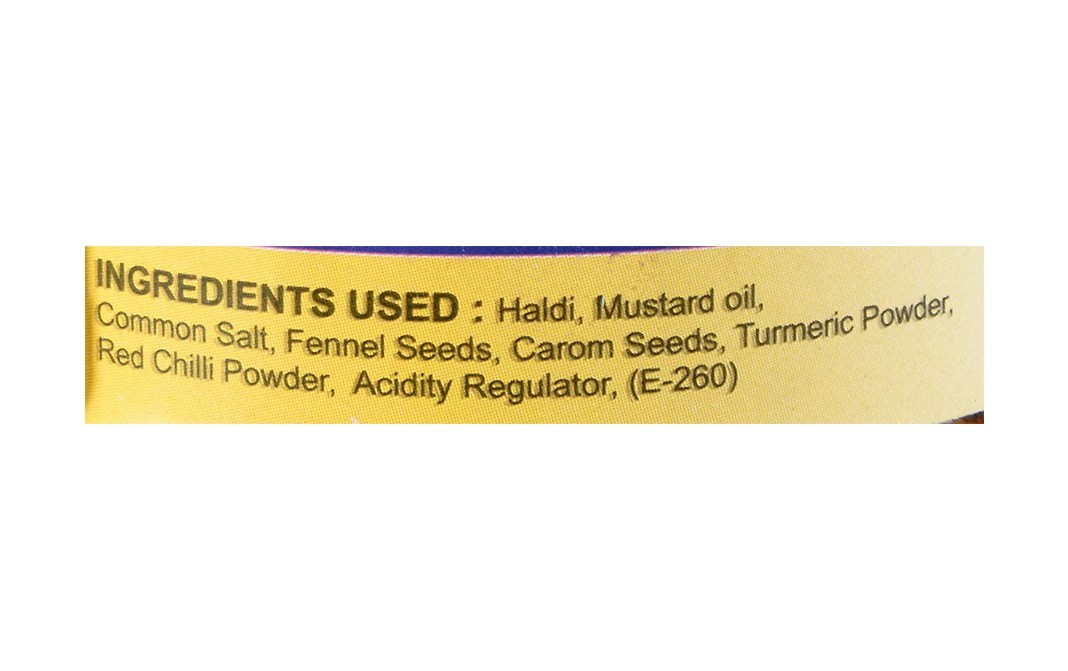 INGREDIENTS USED : Haldi, Mustard oil,
Common Salt, Fennel Seeds, Carom Seeds, Turmeric Powder,
Red Chilli Powder, Acidity Regulator, (E-260)